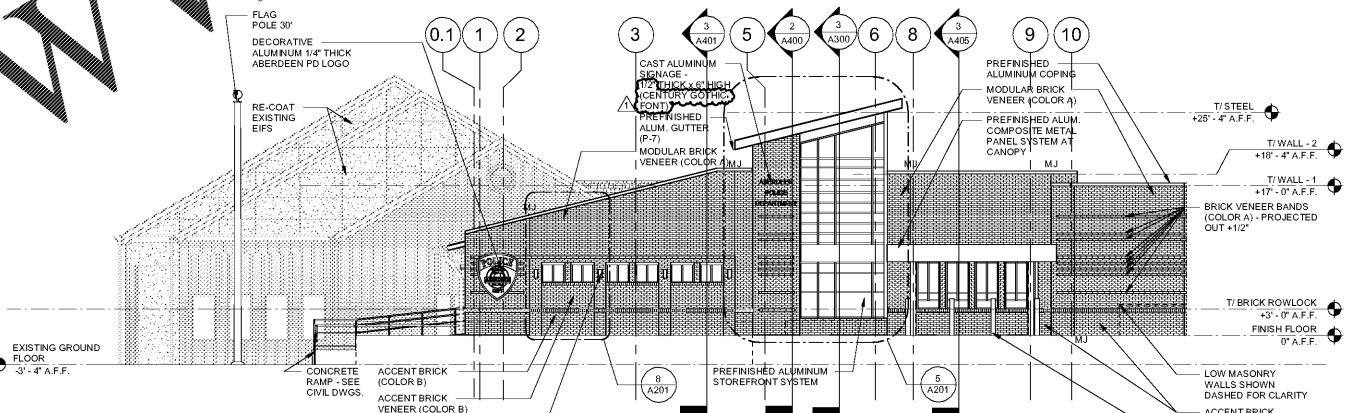 FLAG
POLE 30'
DECORATIVE
ALUMINUM 1/4" THICK
ABERDEEN PD LOGO
RE-COAT
EXISTING
EIFS
0.1
1
2
3
3
A401
5
2
A400
3
A300
6
8
3
A405
9
10
CAST ALUMINUM
SIGNAGE -
1/2" THICK x 6" HIGH
(CENTURY GOTHIC
FONT)
1
PREFINISHED
ALUM. GUTTER
(P-7)
MODULAR BRICK
VENEER (COLOR A)
PREFINISHED
ALUMINUM COPING
MODULAR BRICK
VENEER (COLOR A)
PREFINISHED ALUM.
COMPOSITE METAL
PANEL SYSTEM AT
CANOPY
T/ STEEL
+25' - 4" A.F.F.
T/ WALL - 2
+18' - 4" A.F.F.
T/ WALL - 1
+17' - 0" A.F.F.
BRICK VENEER BANDS
(COLOR A) - PROJECTED
OUT +1/2"
MJ
MJ
MJ
MJ
ABERDEEN
POLICE
DEPARTMENT
POLICE
T/ BRICK ROWLOCK
+3' - 0" A.F.F.
FINISH FLOOR
0" A.F.F.
MJ
EXISTING GROUND
FLOOR
-3' - 4" A.F.F.
CONCRETE
RAMP - SEE
CIVIL DWGS.
ACCENT BRICK
(COLOR B)
ACCENT BRICK
VENEER (COLOR B)
8
A201
PREFINISHED ALUMINUM
STOREFRONT SYSTEM
5
A201
LOW MASONRY
WALLS SHOWN
DASHED FOR CLARITY
ACCENT BRICK